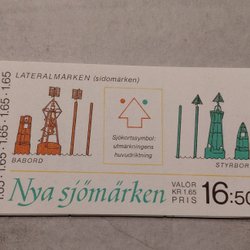 1.65 · 1.65 · 1.65 · 1.65 · 1.65
LATERALMÄRKEN (sidomärken)
Sjökortssymbol:
utmärkningens
huvudriktning
BABORD
STYRBOR
Nya sjömärken
VALÖR
KR 1.65
PRIS
16:50